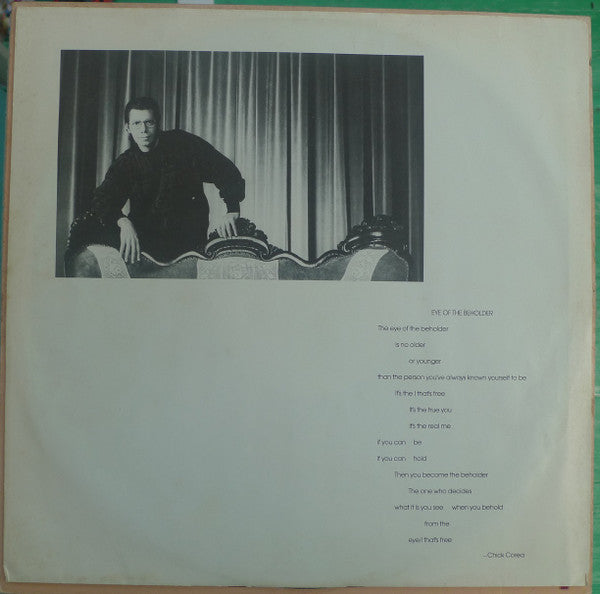 EYE OF THE BEHOLDER
The eye of the beholder
is no older
or younger
than the person you've always known yourself to be
It's the I that's free
It's the true you
It's the real me
if you can be
if you can hold
Then you become the beholder
The one who decides
what it is you see when you behold
from the
eye/I that's free
–Chick Corea